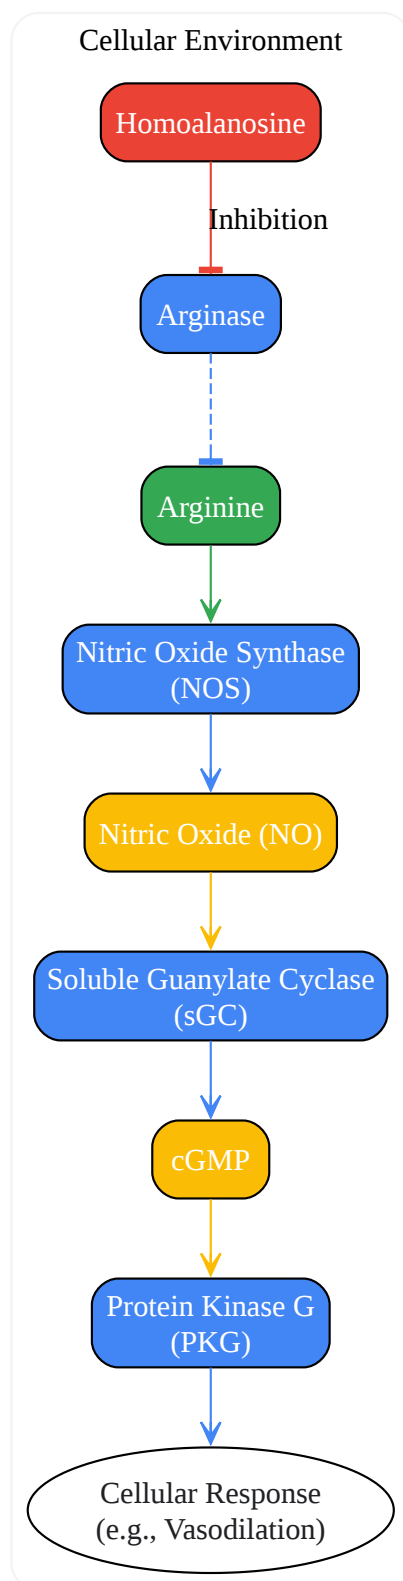 Cellular Environment
Homoalanosine
Inhibition
Arginase
Arginine
Nitric Oxide Synthase
(NOS)
Nitric Oxide (NO)
Soluble Guanylate Cyclase
(sGC)
cGMP
Protein Kinase G
(PKG)
Cellular Response
(e.g., Vasodilation)